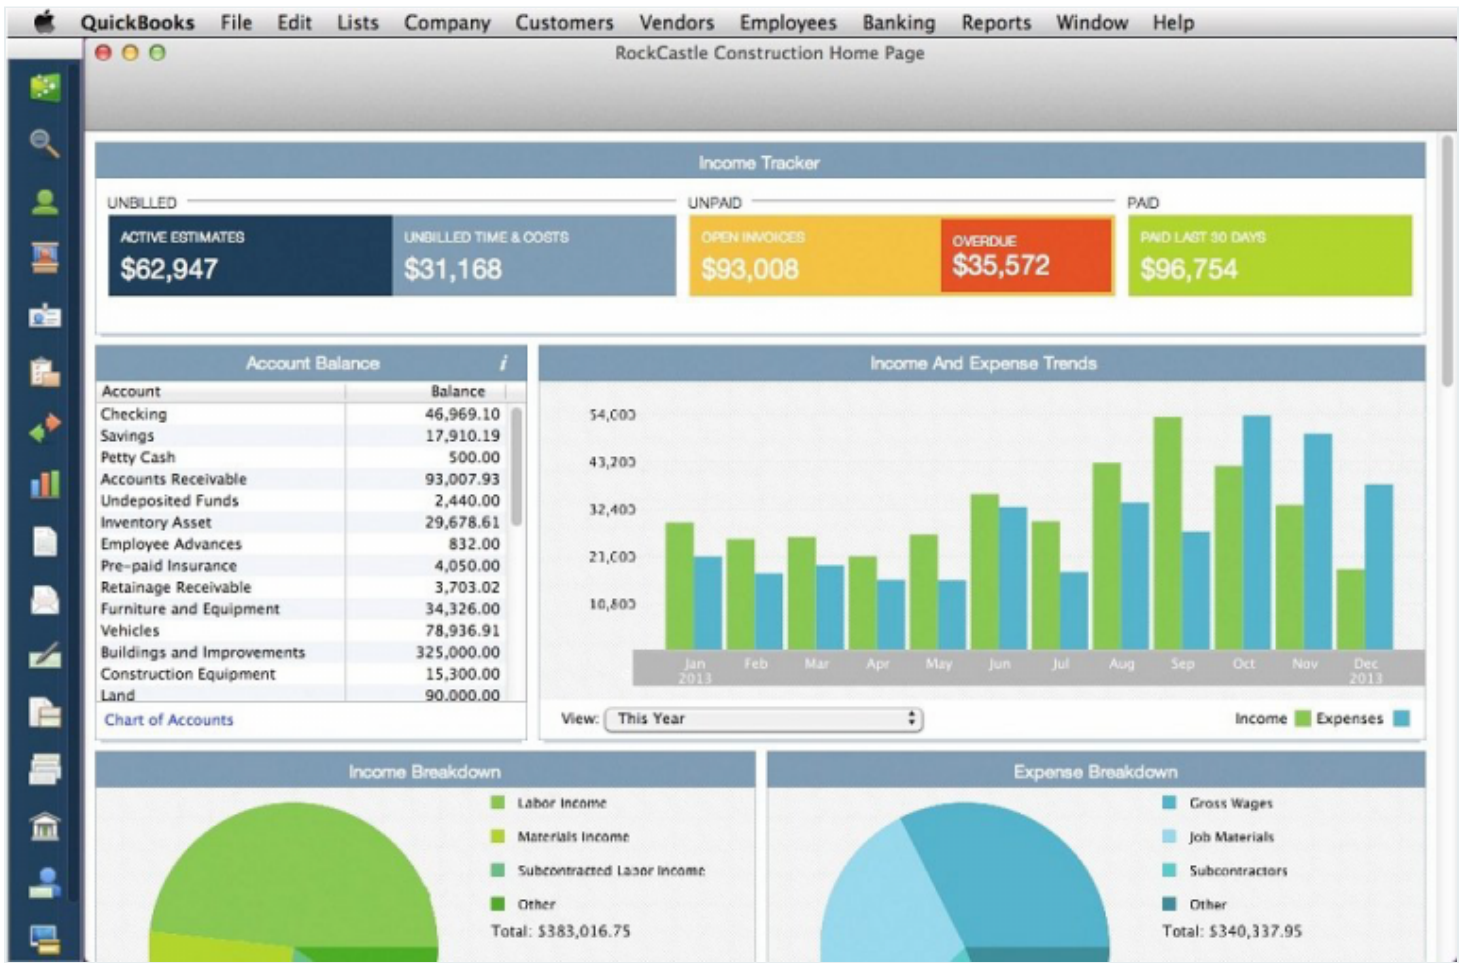 QuickBooks File Edit Lists Company Customers Vendors Employees Banking Reports Window Help
RockCastle Construction Home Page
Income Tracker
UNBILLED UNPAID PAID
ACTIVE ESTIMATES UNBILLED TIME & COSTS OPEN INVOICES OVERDUE PAID LAST 30 DAYS
$62,947 $31,168 $93,008 $35,572 $96,754
Account Balance i
Account Balance
Checking 46,969.10
Savings 17,910.19
Petty Cash 500.00
Accounts Receivable 93,007.93
Undeposited Funds 2,440.00
Inventory Asset 29,678.61
Employee Advances 832.00
Pre-paid Insurance 4,050.00
Retainage Receivable 3,703.02
Furniture and Equipment 34,326.00
Vehicles 78,936.91
Buildings and Improvements 325,000.00
Construction Equipment 15,300.00
Land 90,000.00
Chart of Accounts
Income And Expense Trends
54,000
43,200
32,400
21,600
10,800
Jan Feb Mar Apr May Jun Jul Aug Sep Oct Nov Dec
2013 2013
View: This Year Income Expenses
Income Breakdown
Labor Income
Materials Income
Subcontracted Labor Income
Other
Total: $383,016.75
Expense Breakdown
Gross Wages
Job Materials
Subcontractors
Other
Total: $340,337.95